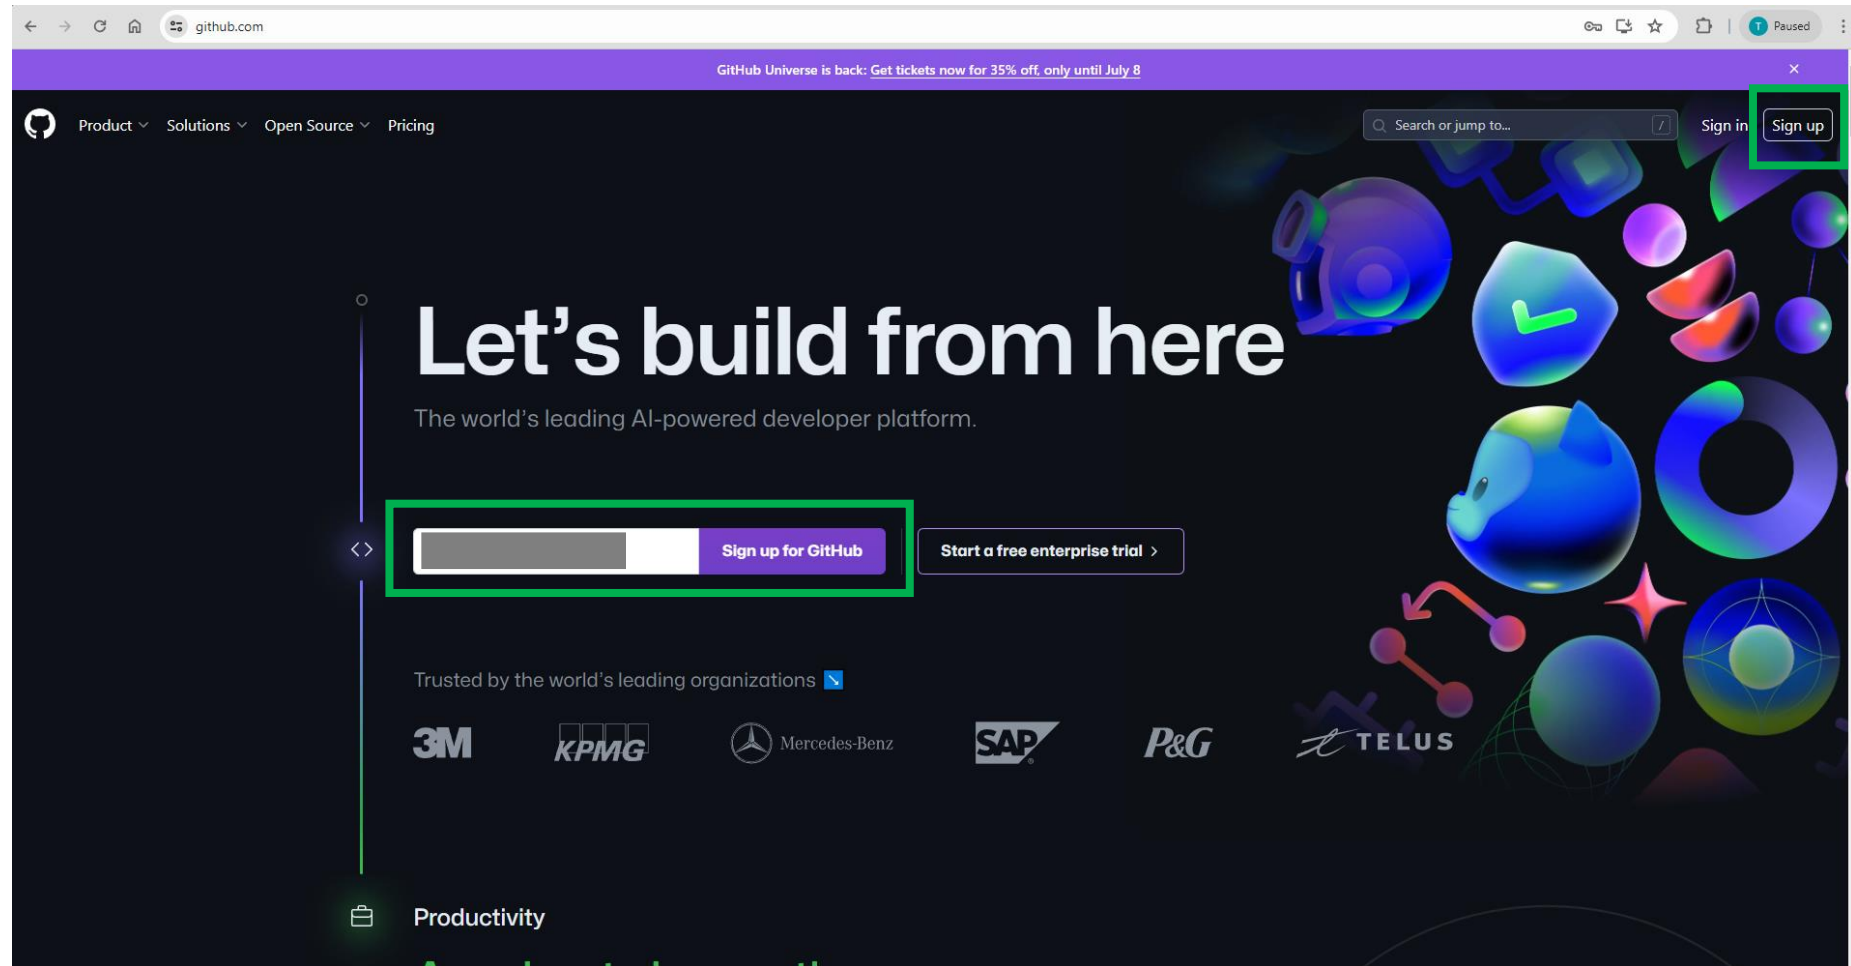 github.com
T Paused
GitHub Universe is back: Get tickets now for 35% off, only until July 8
Product Solutions Open Source Pricing Search or jump to... / Sign in Sign up
Let’s build from here
The world’s leading AI-powered developer platform.
Sign up for GitHub Start a free enterprise trial
Trusted by the world’s leading organizations
3M KPMG Mercedes-Benz SAP P&G TELUS
Productivity